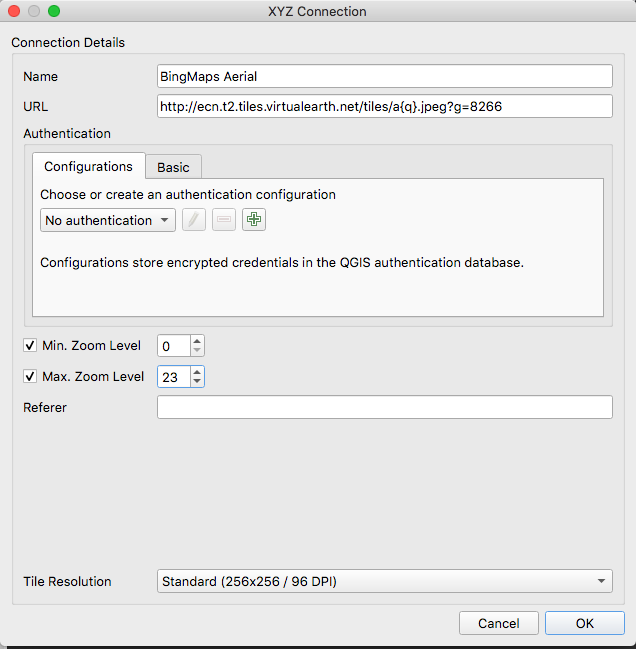 XYZ Connection
Connection Details
Name BingMaps Aerial
URL http://ecn.t2.tiles.virtualearth.net/tiles/a{q}.jpeg?g=8266
Authentication
Configurations Basic
Choose or create an authentication configuration
No authentication
Configurations store encrypted credentials in the QGIS authentication database.
Min. Zoom Level 0
Max. Zoom Level 23
Referer
Tile Resolution Standard (256x256 / 96 DPI)
Cancel OK